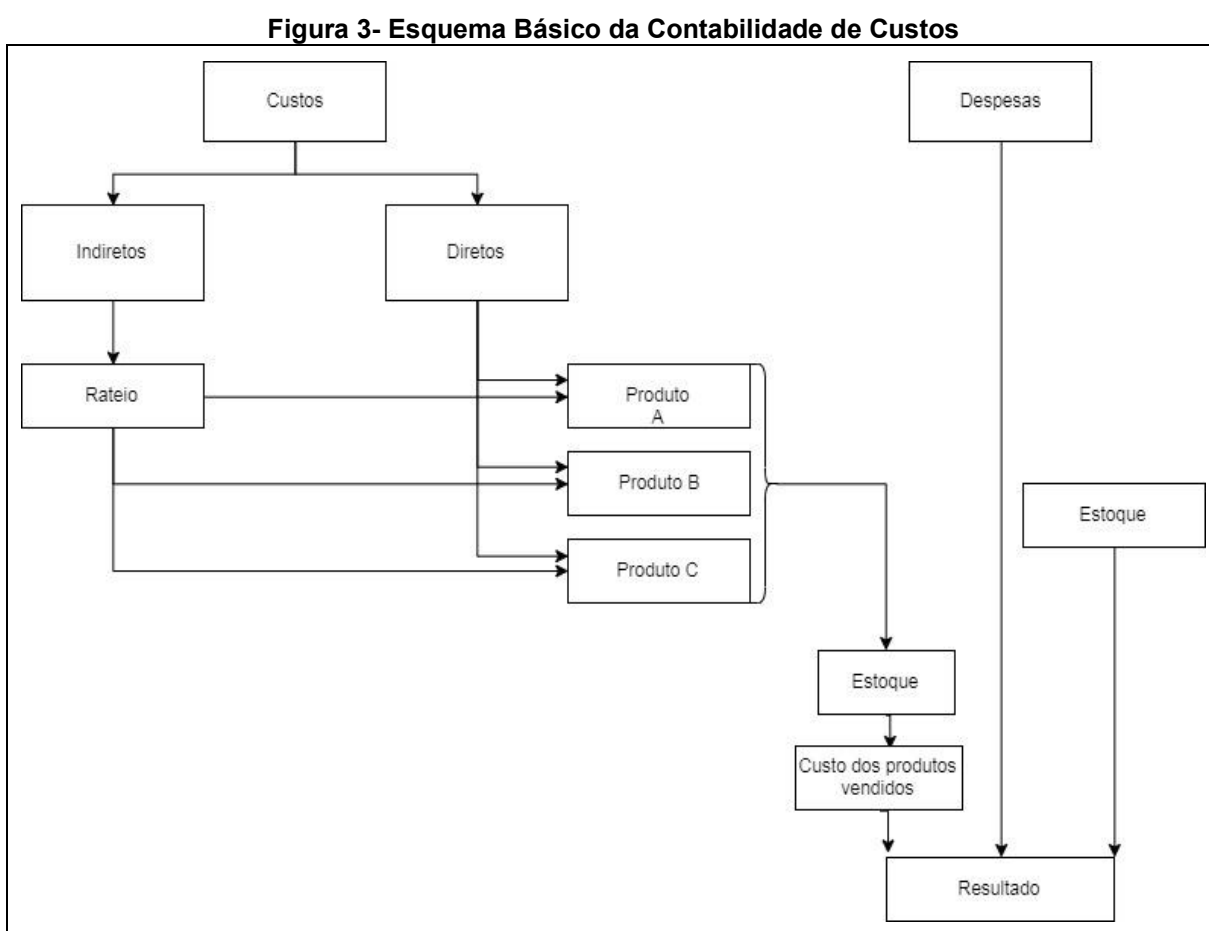 Figura 3- Esquema Básico da Contabilidade de Custos
Custos
Despesas
Indiretos
Diretos
Rateio
Produto
A
Produto B
Produto C
Estoque
Estoque
Custo dos produtos
vendidos
Resultado